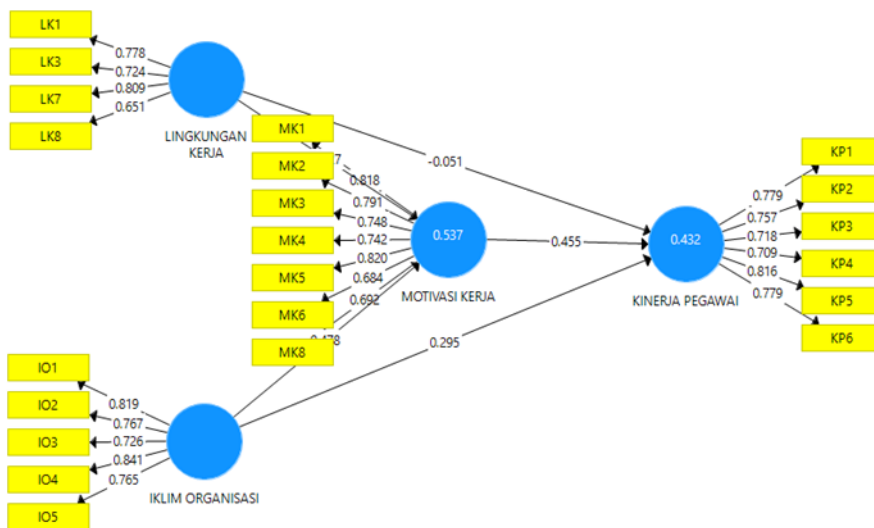 LK1
LK3
LK7
LK8
0.778
0.724
0.809
0.651
LINGKUNGAN
KERJA
MK1
MK2
MK3
MK4
MK5
MK6
MK8
0.818
0.791
0.748
0.742
0.820
0.684
0.692
-0.051
0.537
MOTIVASI KERJA
0.455
0.295
0.432
KINERJA PEGAWAI
KP1
KP2
KP3
KP4
KP5
KP6
0.779
0.757
0.718
0.709
0.816
0.779
IO1
IO2
IO3
IO4
IO5
0.819
0.767
0.726
0.841
0.765
IKLIM ORGANISASI